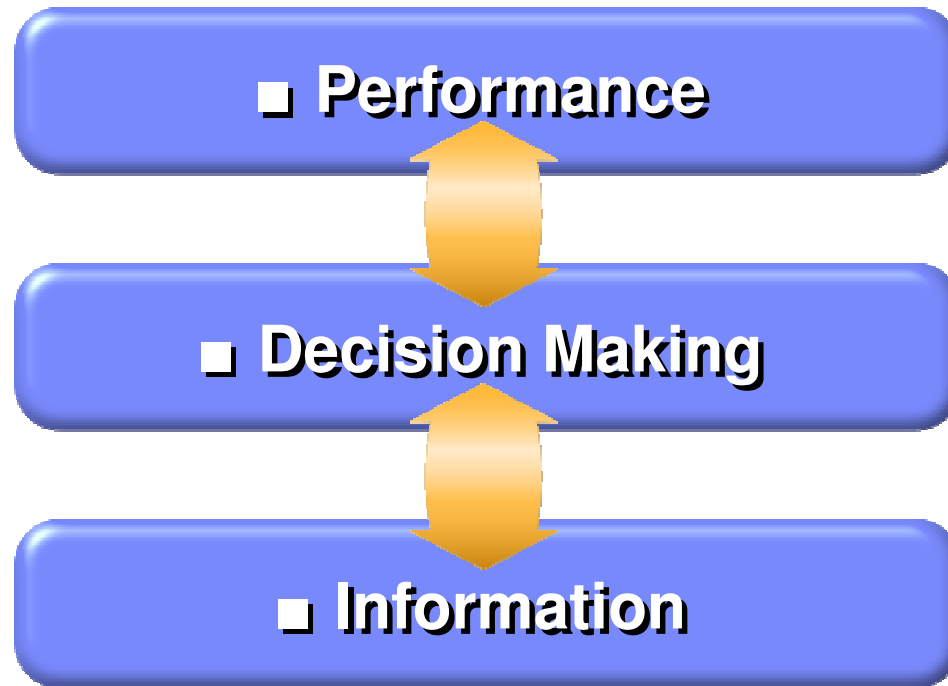 ■ Performance
■ Decision Making
■ Information